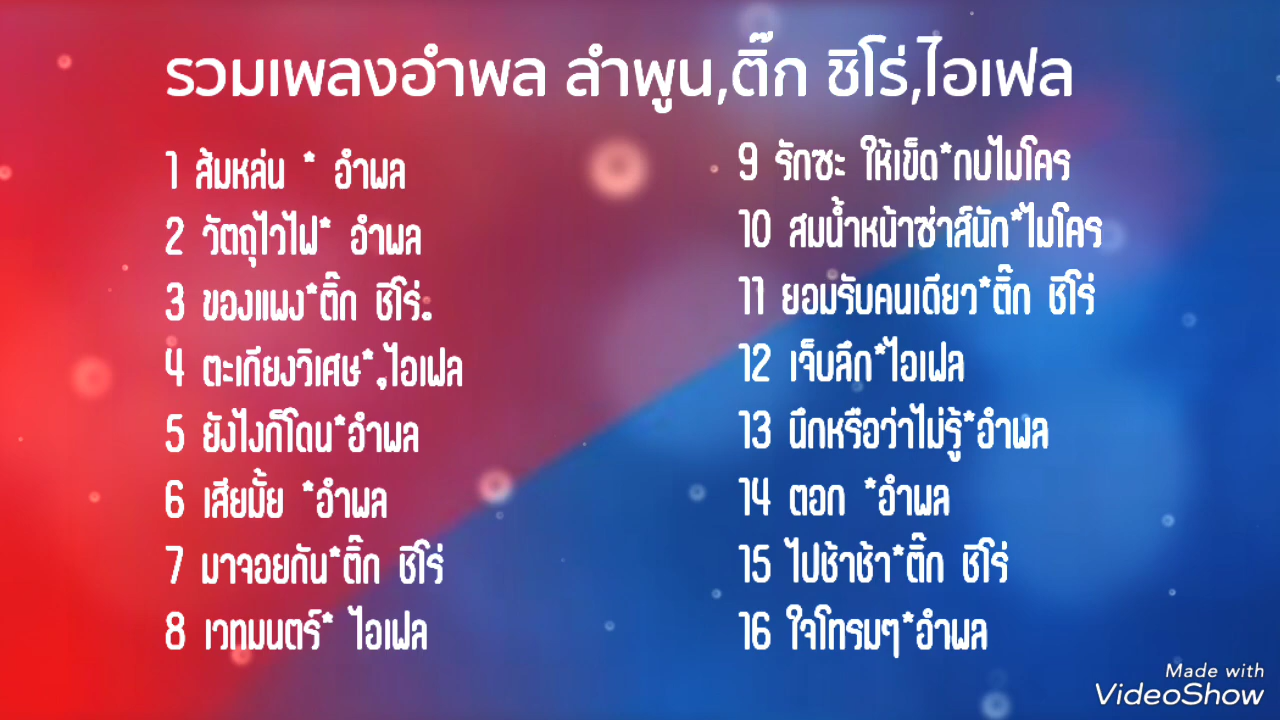 รวมเพลงอำพล ลำพูน,ติ๊ก ชิโร่,ไอเฟล
1 ส้มหล่น * อำพล
2 วัตถุไวไฟ* อำพล
3 ของแพง*ติ๊ก ชิโร่.
4 ตะเกียงวิเศษ*,ไอเฟล
5 ยังไงก็โดน*อำพล
6 เสียมั้ย *อำพล
7 มาจอยกัน*ติ๊ก ชิโร่
8 เวทมนตร์* ไอเฟล
9 รักซะ ให้เข็ด*กบไมโคร
10 สมน้ำหน้าซ่าส์นัก*ไมโคร
11 ยอมรับคนเดียว*ติ๊ก ชิโร่
12 เจ็บลึก*ไอเฟล
13 นึกหรือว่าไม่รู้*อำพล
14 ตอก *อำพล
15 ไปช้าช้า*ติ๊ก ชิโร่
16 ใจโทรมๆ*อำพล
Made with
VideoShow